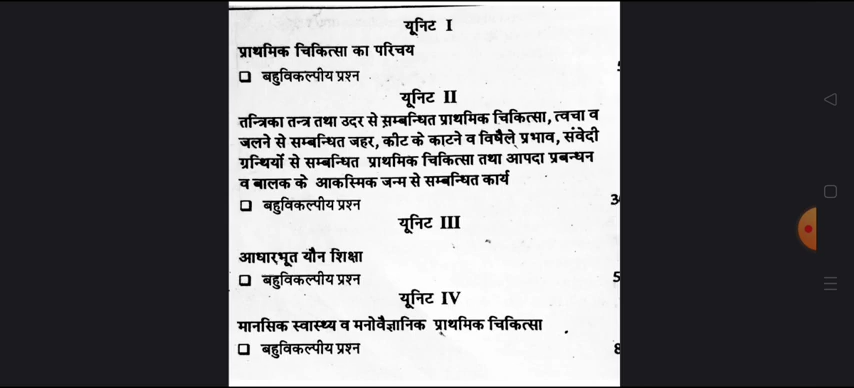 यूनिट I
प्राथमिक चिकित्सा का परिचय
❑ बहुविकल्पीय प्रश्न
यूनिट II
तन्त्रिका तन्त्र तथा उदर से सम्बन्धित प्राथमिक चिकित्सा, त्वचा व
जलने से सम्बन्धित जहर, कीट के काटने व विषैले प्रभाव, संवेदी
ग्रन्थियों से सम्बन्धित प्राथमिक चिकित्सा तथा आपदा प्रबन्धन
व बालक के आकस्मिक जन्म से सम्बन्धित कार्य
❑ बहुविकल्पीय प्रश्न
यूनिट III
आधारभूत यौन शिक्षा
❑ बहुविकल्पीय प्रश्न
यूनिट IV
मानसिक स्वास्थ्य व मनोवैज्ञानिक प्राथमिक चिकित्सा
❑ बहुविकल्पीय प्रश्न